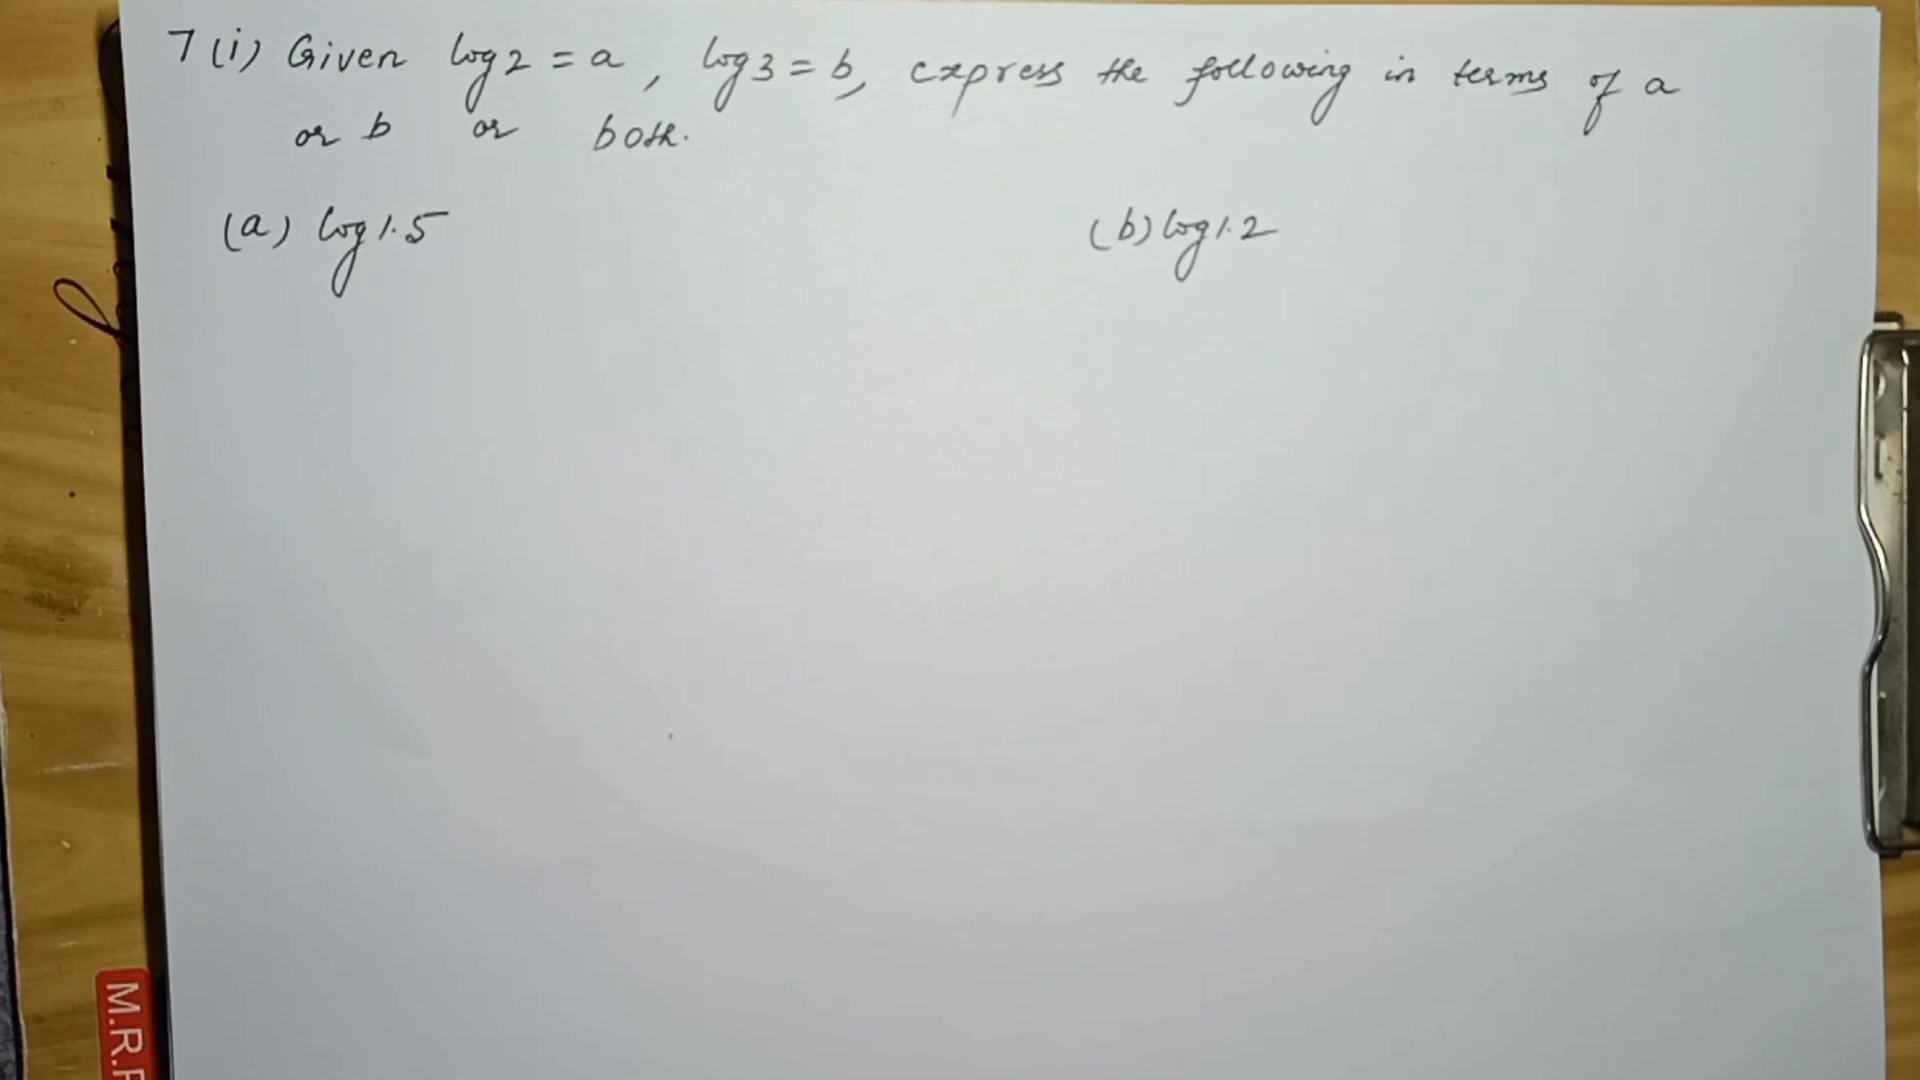 7 (i) Given log 2 = a, log 3 = b, express the following in terms of a
or b or both.
(a) log 1.5 (b) log 1.2
M.R.